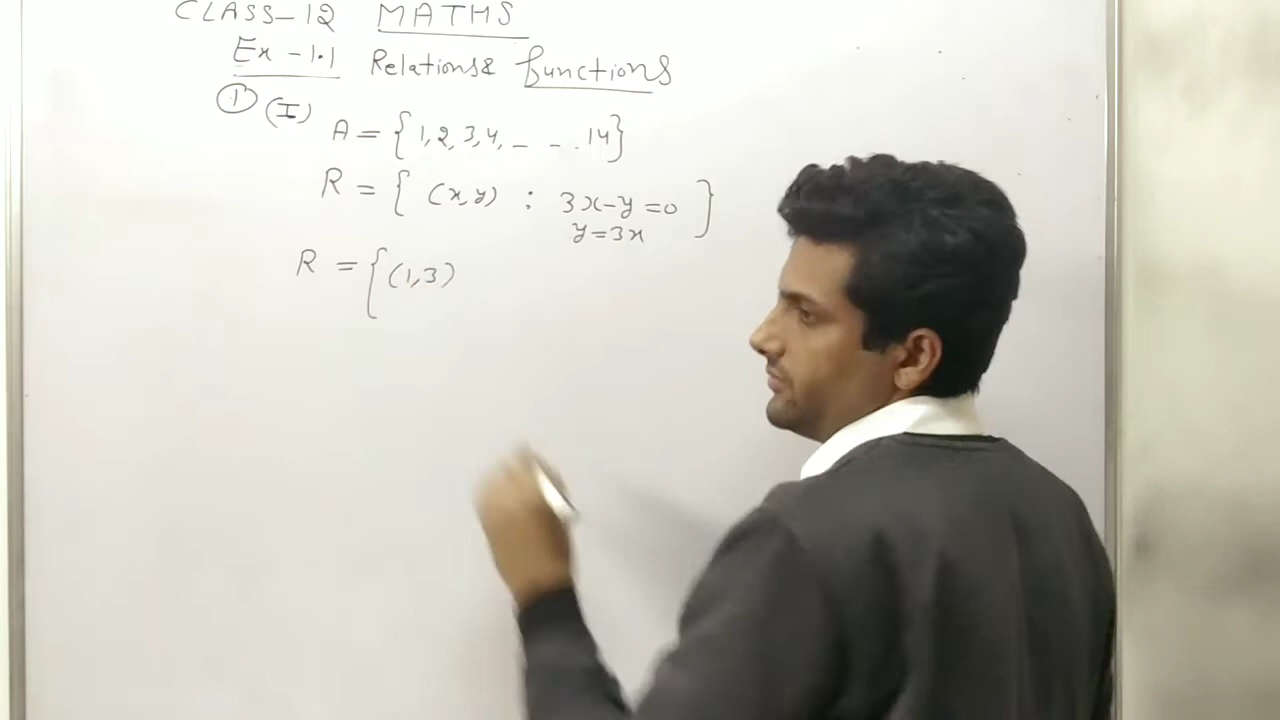 CLASS-12 MATHS
Ex-1.1 Relations & functions
① (I)
A = {1, 2, 3, 4, - - . 14}
R = { (x, y) : 3x-y=0 }
y=3x
R = { (1, 3)